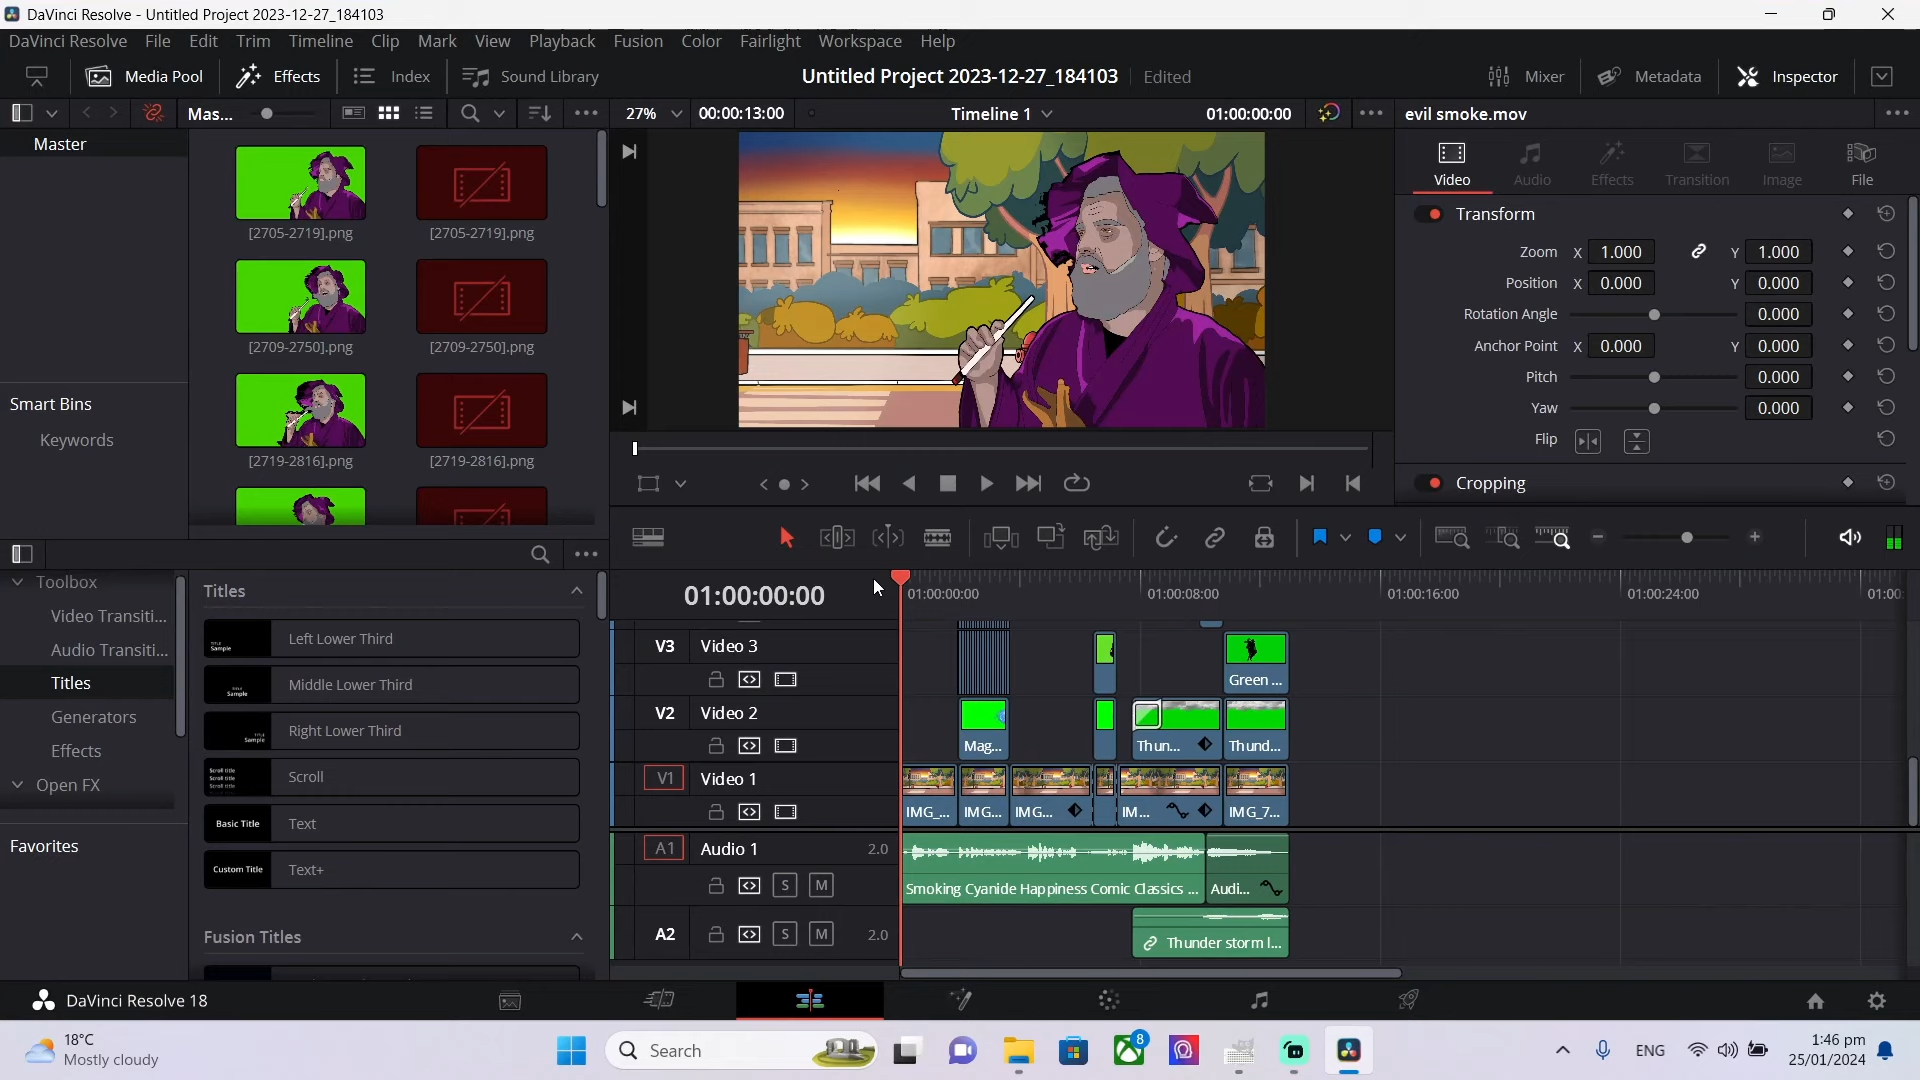 DaVinci Resolve - Untitled Project 2023-12-27_184103
DaVinci Resolve File Edit Trim Timeline Clip Mark View Playback Fusion Color Fairlight Workspace Help
Media Pool Effects Index Sound Library Untitled Project 2023-12-27_184103 Edited Mixer Metadata Inspector
Mas... 27% 00:00:13:00 Timeline 1 01:00:00:00 evil smoke.mov
Master
Video Audio Effects Transition Image File
[2705-2719].png [2705-2719].png
[2709-2750].png [2709-2750].png
[2719-2816].png [2719-2816].png
Smart Bins
Keywords
Transform
Zoom X 1.000 Y 1.000
Position X 0.000 Y 0.000
Rotation Angle 0.000
Anchor Point X 0.000 Y 0.000
Pitch 0.000
Yaw 0.000
Flip
Cropping
Toolbox
Video Transiti...
Audio Transiti...
Titles
Generators
Effects
Open FX
Favorites
Titles
Left Lower Third
Middle Lower Third
Right Lower Third
Scroll
Basic Title Text
Custom Title Text+
Fusion Titles
01:00:00:00 01:00:00:00 01:00:08:00 01:00:16:00 01:00:24:00 01:00:
V3 Video 3
Green ...
V2 Video 2
Mag... Thun... Thund...
V1 Video 1
IMG_... IMG... IMG... IM... IMG_7...
A1 Audio 1 2.0
S M Smoking Cyanide Happiness Comic Classics ... Audi...
A2 S M 2.0 Thunder storm l...
DaVinci Resolve 18
18°C
Mostly cloudy
Search
8
ENG
1:46 pm
25/01/2024